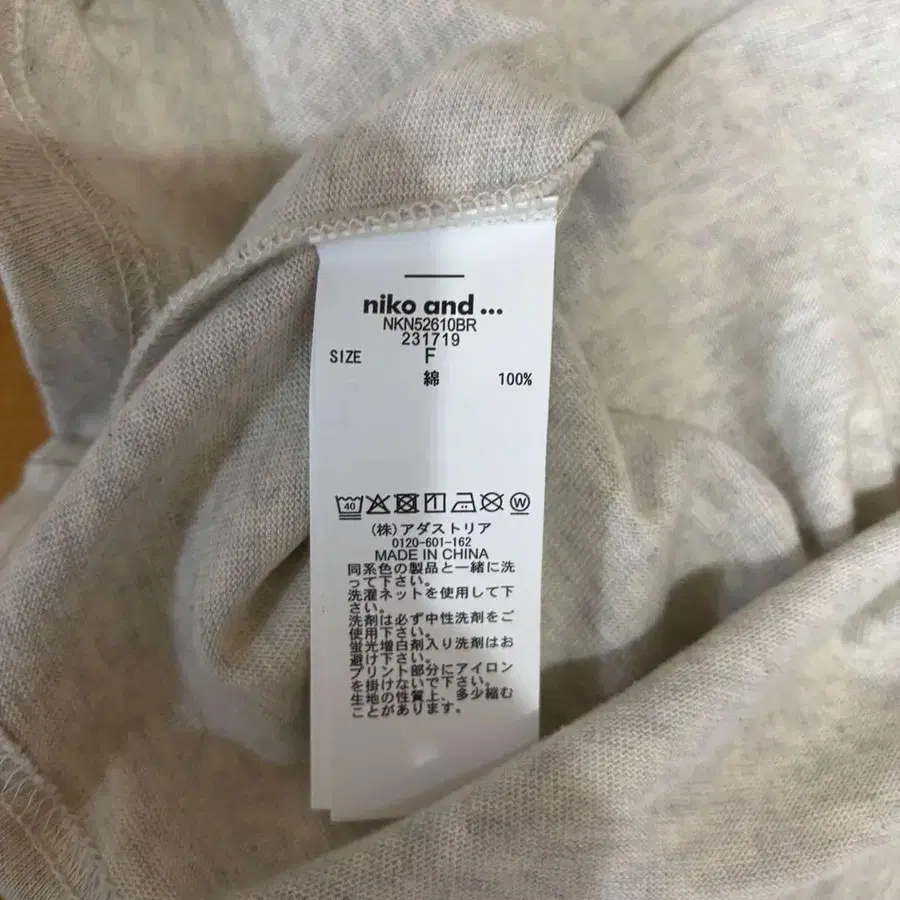 niko and ...
NKN52610BR
231719
SIZE F
綿 100%
40 W
(株)アダストリア
0120-601-162
MADE IN CHINA
同系色の製品と一緒に洗
って下さい。
洗濯ネットを使用して下
さい。
洗剤は必ず中性洗剤をご
使用下さい。
蛍光増白剤入り洗剤はお
避け下さい。
プリント部分にアイロン
を掛けないで下さい。
生地の性質上、多少縮む
ことがあります。